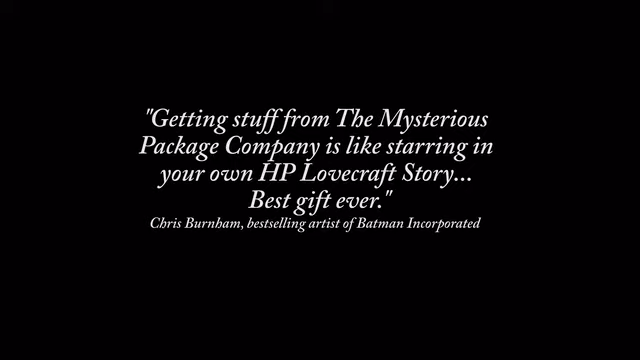 "Getting stuff from The Mysterious
Package Company is like starring in
your own HP Lovecraft Story...
Best gift ever."
Chris Burnham, bestselling artist of Batman Incorporated